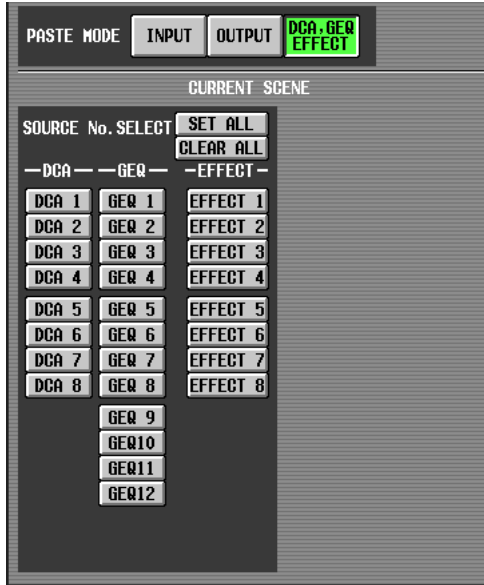 PASTE MODE INPUT OUTPUT DCA,GEQ
EFFECT
CURRENT SCENE
SOURCE No.SELECT SET ALL
CLEAR ALL
DCA GEQ EFFECT
DCA 1 GEQ 1 EFFECT 1
DCA 2 GEQ 2 EFFECT 2
DCA 3 GEQ 3 EFFECT 3
DCA 4 GEQ 4 EFFECT 4
DCA 5 GEQ 5 EFFECT 5
DCA 6 GEQ 6 EFFECT 6
DCA 7 GEQ 7 EFFECT 7
DCA 8 GEQ 8 EFFECT 8
GEQ 9
GEQ10
GEQ11
GEQ12